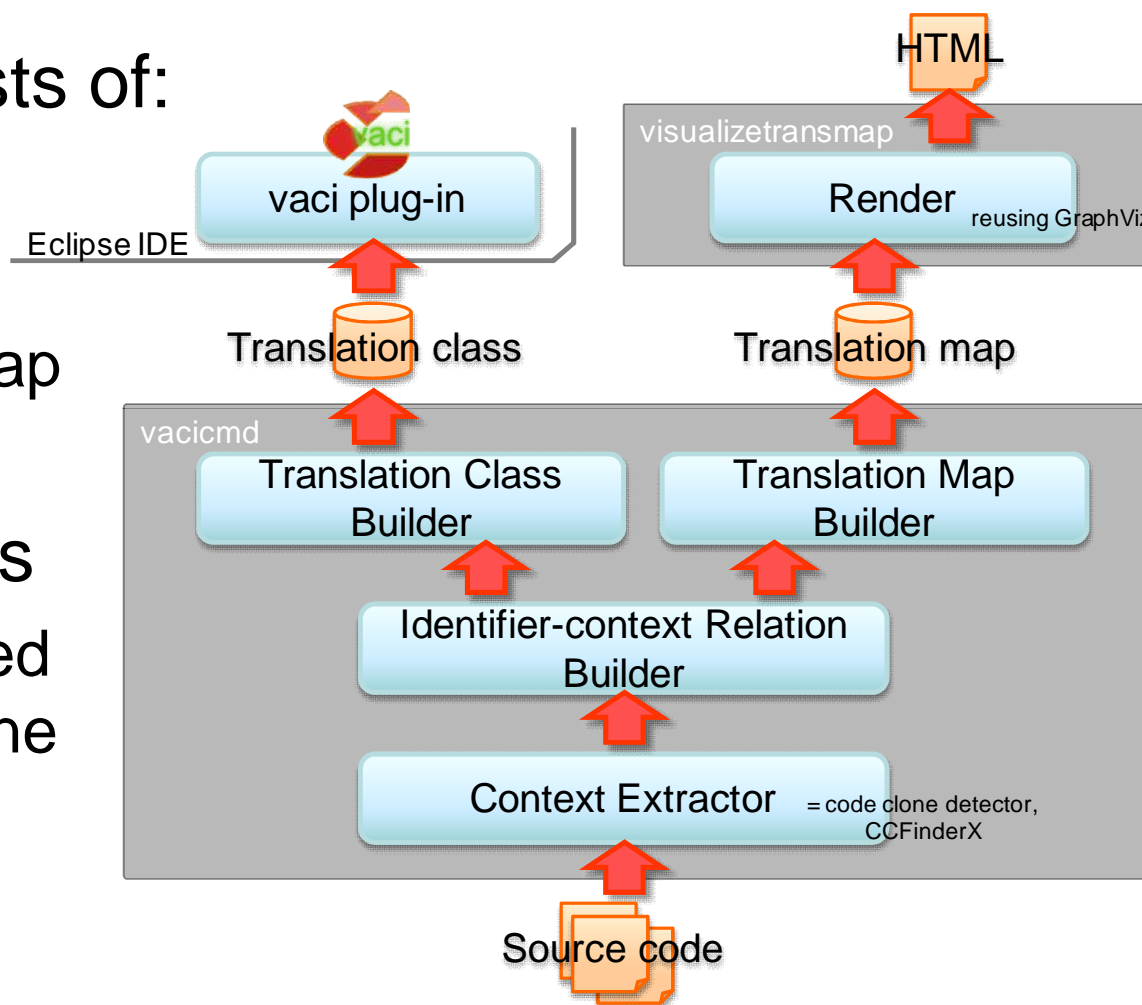 sts of:
ap
s
ed
ne
HTML
visualizetransmap
Render
reusing GraphViz
vaci
vaci plug-in
Eclipse IDE
Translation class
Translation map
vacicmd
Translation Class
Builder
Translation Map
Builder
Identifier-context Relation
Builder
Context Extractor
= code clone detector,
CCFinderX
Source code